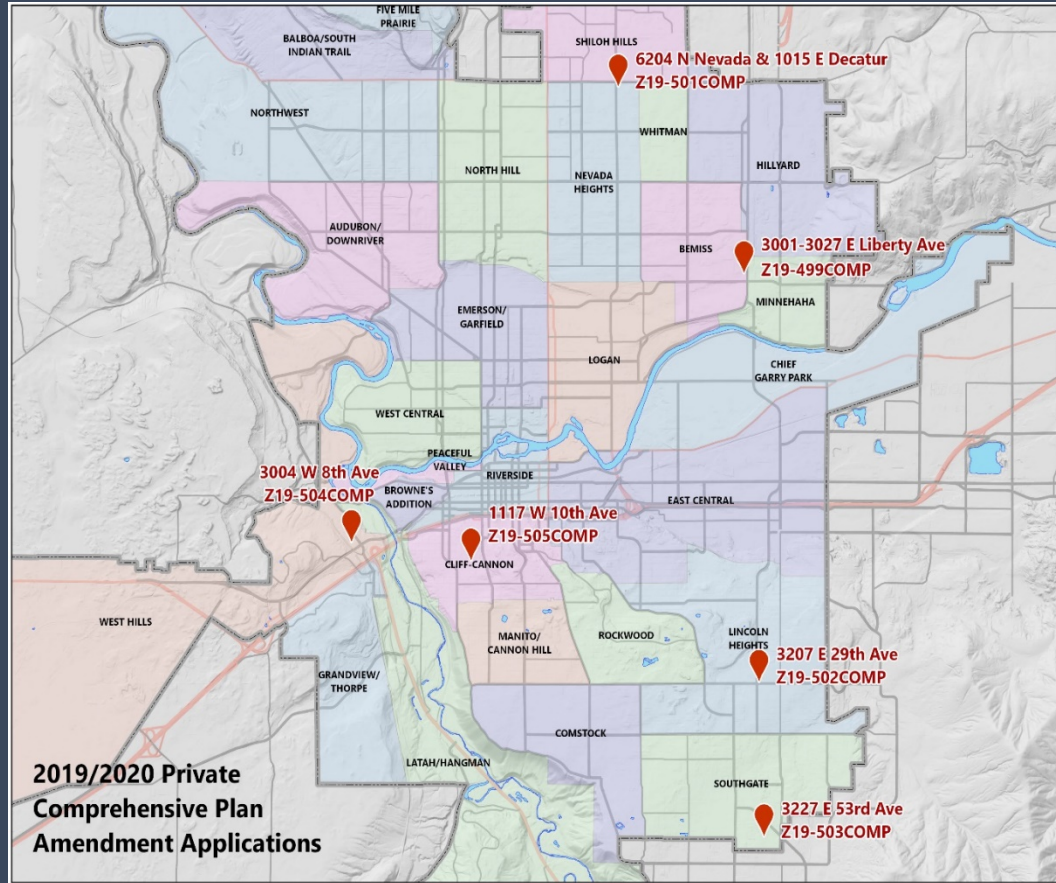 FIVE MILE
PRAIRIE
BALBOA/SOUTH
INDIAN TRAIL
SHILOH HILLS
6204 N Nevada & 1015 E Decatur
Z19-501COMP
NORTHWEST
WHITMAN
HILLYARD
NORTH HILL
NEVADA
HEIGHTS
AUDUBON/
DOWNRIVER
BEMISS
3001-3027 E Liberty Ave
Z19-499COMP
MINNEHAHA
EMERSON/
GARFIELD
LOGAN
CHIEF
GARRY PARK
WEST CENTRAL
PEACEFUL
VALLEY
RIVERSIDE
3004 W 8th Ave
Z19-504COMP
BROWNE'S
ADDITION
EAST CENTRAL
1117 W 10th Ave
Z19-505COMP
CLIFF-CANNON
WEST HILLS
MANITO/
CANNON HILL
ROCKWOOD
LINCOLN
HEIGHTS
3207 E 29th Ave
Z19-502COMP
GRANDVIEW/
THORPE
COMSTOCK
LATAH/HANGMAN
SOUTHGATE
3227 E 53rd Ave
Z19-503COMP
2019/2020 Private
Comprehensive Plan
Amendment Applications